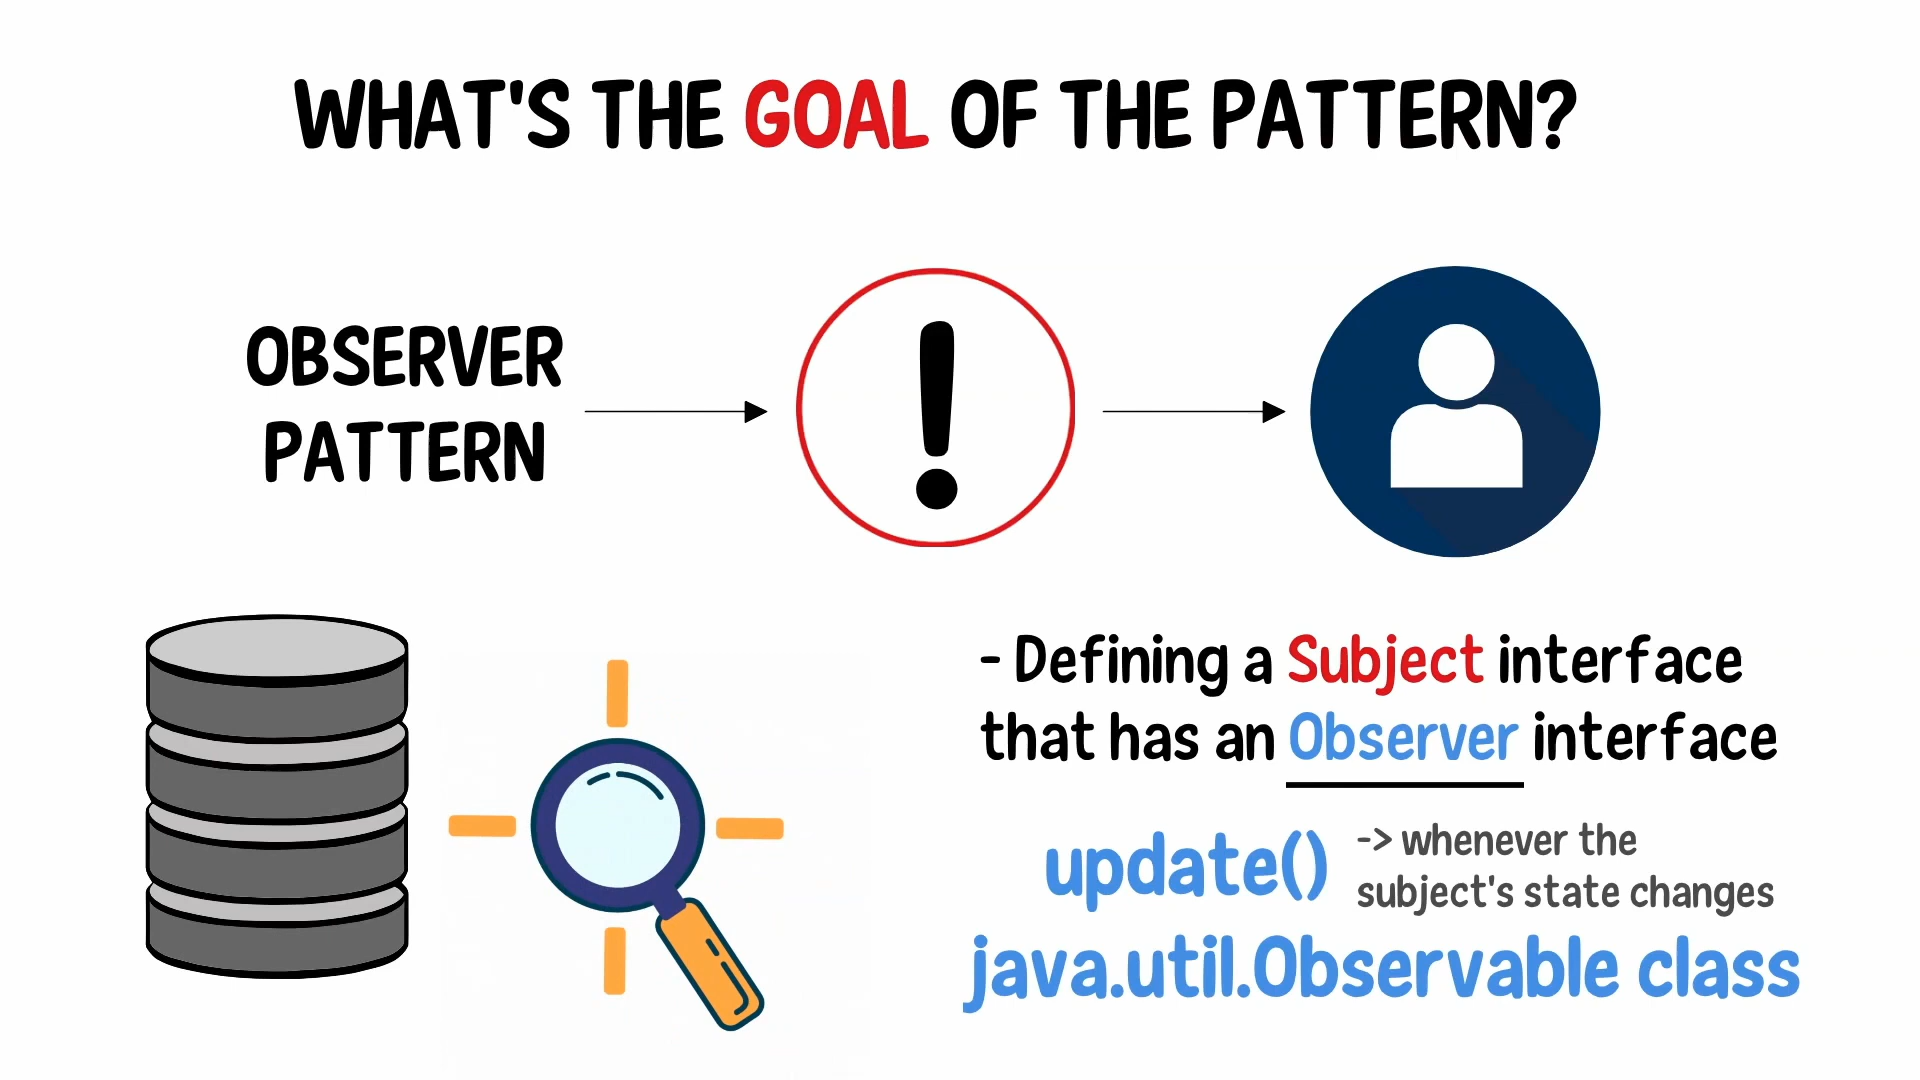 WHAT'S THE GOAL OF THE PATTERN?
OBSERVER
PATTERN
!
- Defining a Subject interface
that has an Observer interface
update()
-> whenever the
subject's state changes
java.util.Observable class